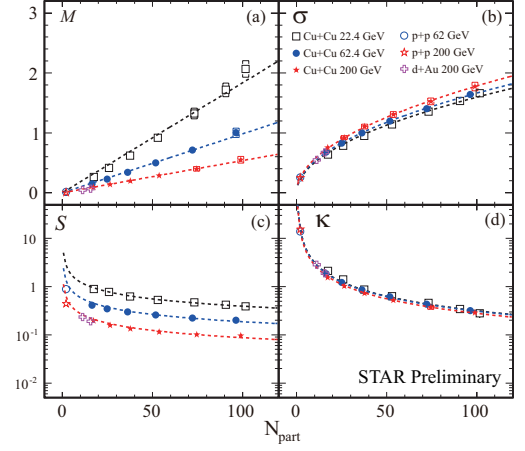 M (a)
σ (b)
Cu+Cu 22.4 GeV p+p 62 GeV
Cu+Cu 62.4 GeV p+p 200 GeV
Cu+Cu 200 GeV d+Au 200 GeV
3
2
1
0
S (c)
κ (d)
10
1
10⁻¹
10⁻²
STAR Preliminary
0 50 100 0 50 100
N_part